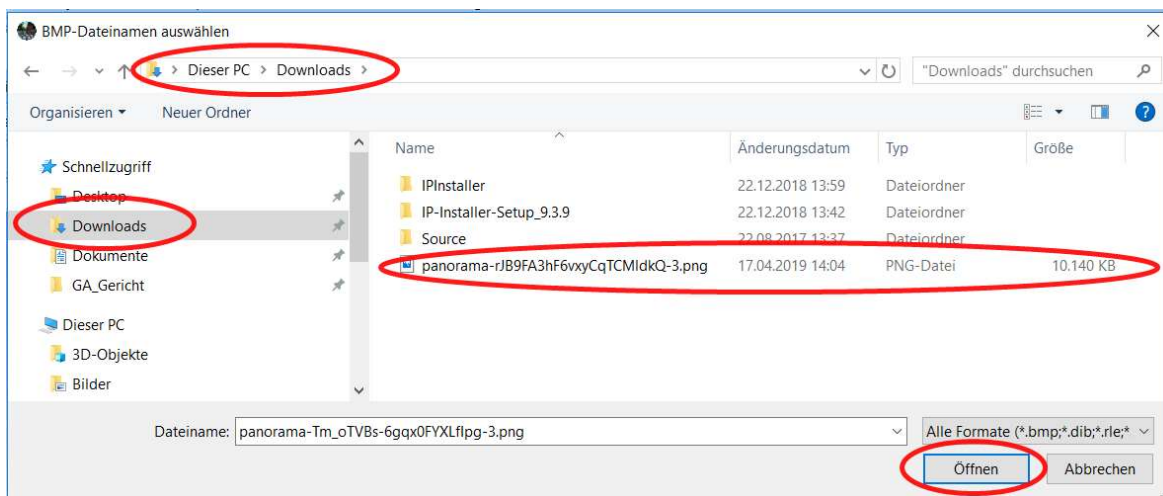 BMP-Dateinamen auswählen
Dieser PC > Downloads >
"Downloads" durchsuchen
Organisieren
Neuer Ordner
Name Änderungsdatum Typ Größe
Schnellzugriff
Desktop
Downloads
Dokumente
GA_Gericht
Dieser PC
3D-Objekte
Bilder
IPInstaller 22.12.2018 13:59 Dateiordner
IP-Installer-Setup_9.3.9 22.12.2018 13:42 Dateiordner
Source 22.08.2017 13:37 Dateiordner
panorama-rJB9FA3hF6vxyCqTCMIdkQ-3.png 17.04.2019 14:04 PNG-Datei 10.140 KB
Dateiname: panorama-Tm_oTVBs-6gqx0FYXLfIpg-3.png
Alle Formate (*.bmp;*.dib;*.rle;*
Öffnen Abbrechen